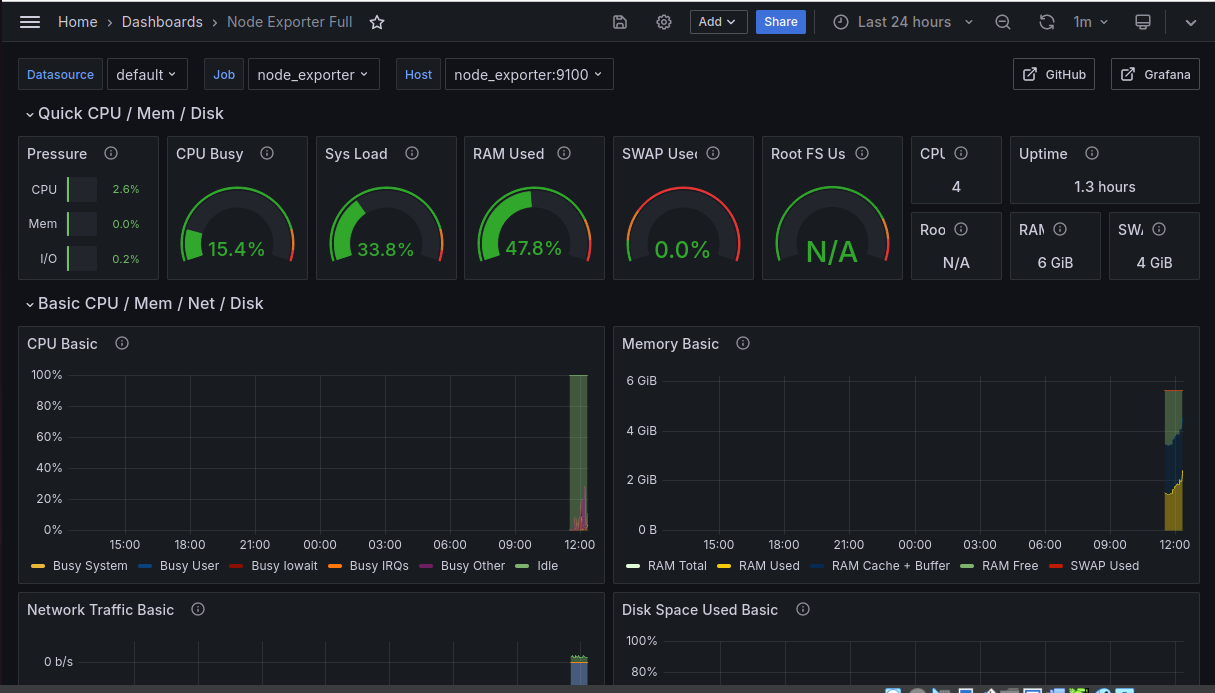 Home › Dashboards › Node Exporter Full Add Share Last 24 hours 1m
Datasource default Job node_exporter Host node_exporter:9100 GitHub Grafana
Quick CPU / Mem / Disk
Pressure CPU Busy Sys Load RAM Used SWAP Used Root FS Us CPU Uptime
CPU 2.6%
Mem 0.0%
I/O 0.2%
15.4% 33.8% 47.8% 0.0% N/A
4 1.3 hours
Roo RAM SWA
N/A 6 GiB 4 GiB
Basic CPU / Mem / Net / Disk
CPU Basic
100%
80%
60%
40%
20%
0%
15:00 18:00 21:00 00:00 03:00 06:00 09:00 12:00
Busy System Busy User Busy Iowait Busy IRQs Busy Other Idle
Memory Basic
6 GiB
4 GiB
2 GiB
0 B
15:00 18:00 21:00 00:00 03:00 06:00 09:00 12:00
RAM Total RAM Used RAM Cache + Buffer RAM Free SWAP Used
Network Traffic Basic
0 b/s
Disk Space Used Basic
100%
80%